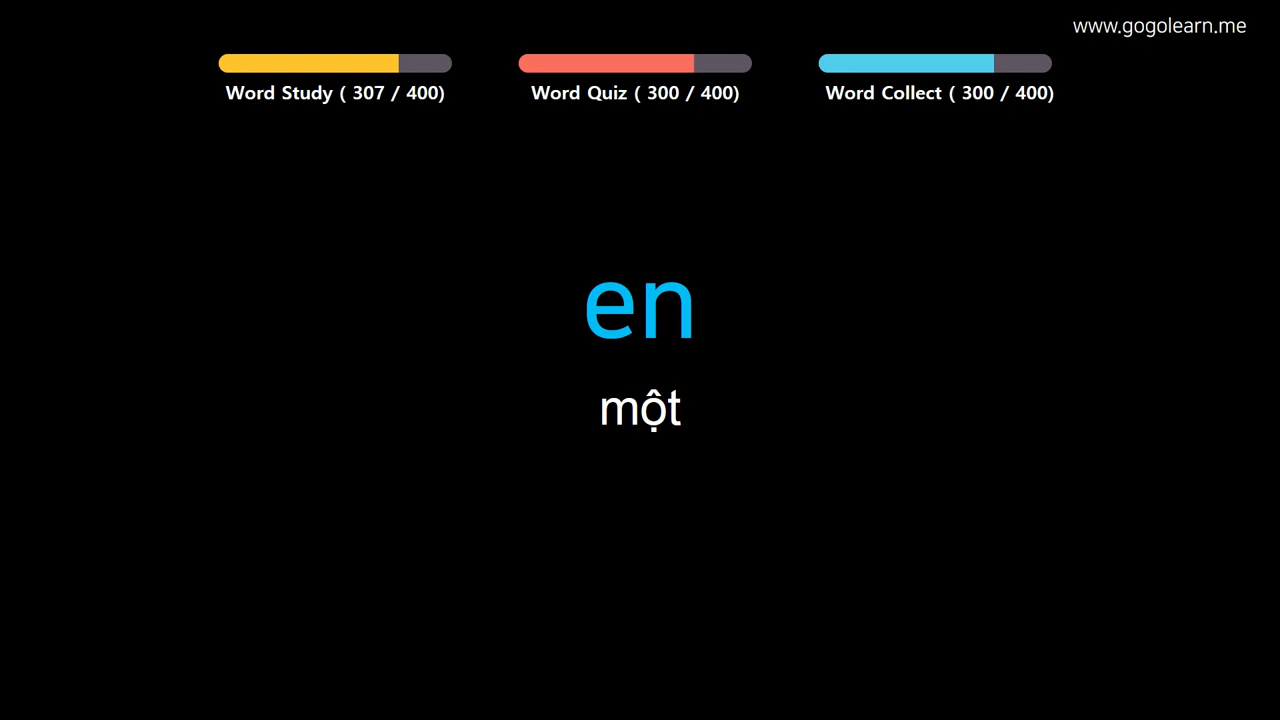 www.gogolearn.me
Word Study ( 307 / 400)
Word Quiz ( 300 / 400)
Word Collect ( 300 / 400)
en
một